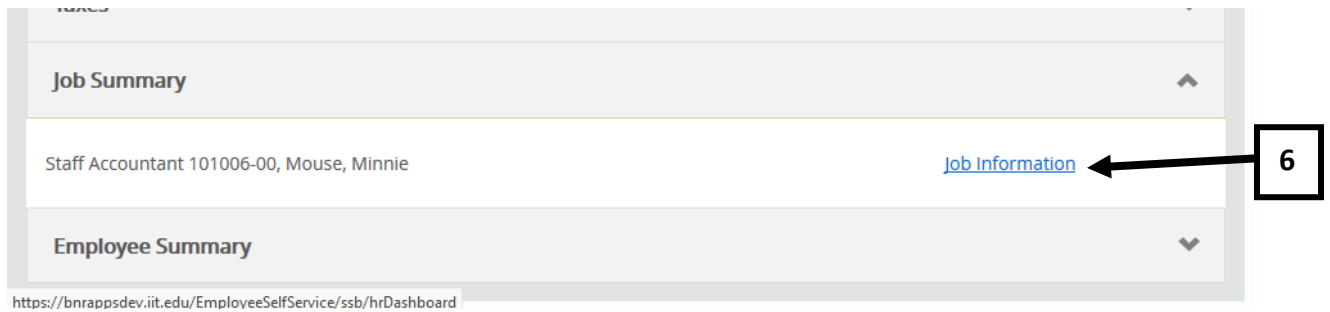 Taxes
Job Summary
Staff Accountant 101006-00, Mouse, Minnie
Job Information
6
Employee Summary
https://bnrappsdev.iit.edu/EmployeeSelfService/ssb/hrDashboard